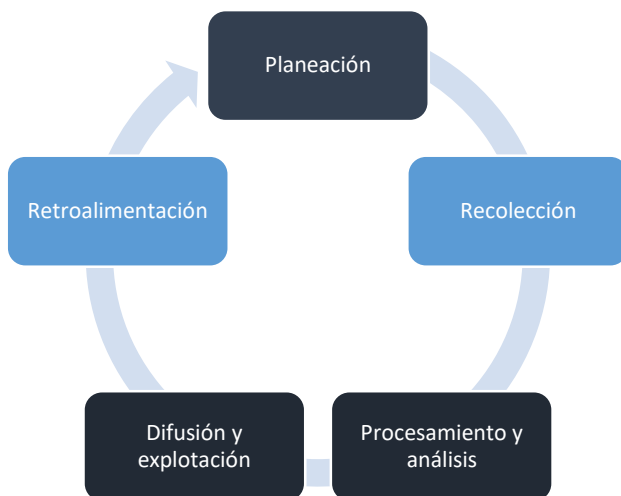 Planeación
Retroalimentación
Recolección
Difusión y
explotación
Procesamiento y
análisis